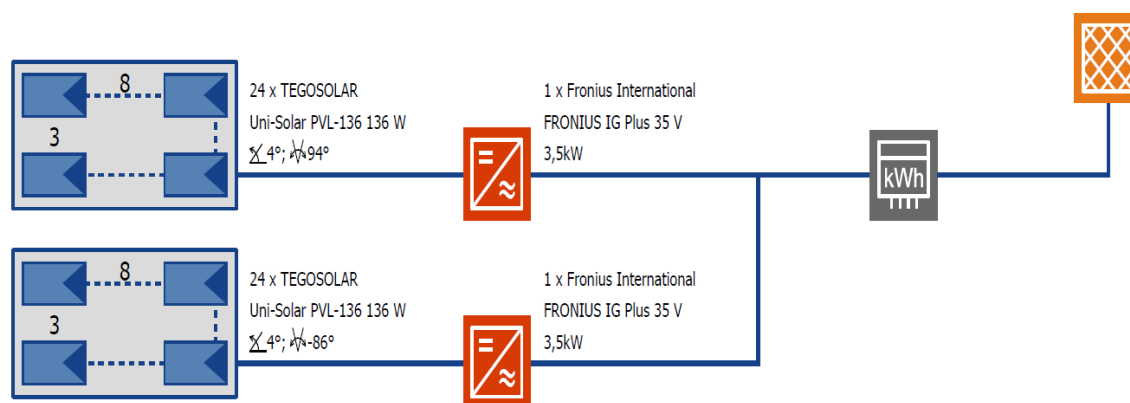 8
3
24 x TEGOSOLAR
Uni-Solar PVL-136 136 W
4°; 94°
1 x Fronius International
FRONIUS IG Plus 35 V
3,5kW
kWh
8
3
24 x TEGOSOLAR
Uni-Solar PVL-136 136 W
4°; -86°
1 x Fronius International
FRONIUS IG Plus 35 V
3,5kW